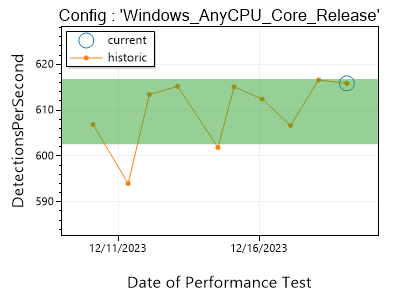 Config : 'Windows_AnyCPU_Core_Release'
current
historic
620
610
600
590
DetectionsPerSecond
12/11/2023
12/16/2023
Date of Performance Test